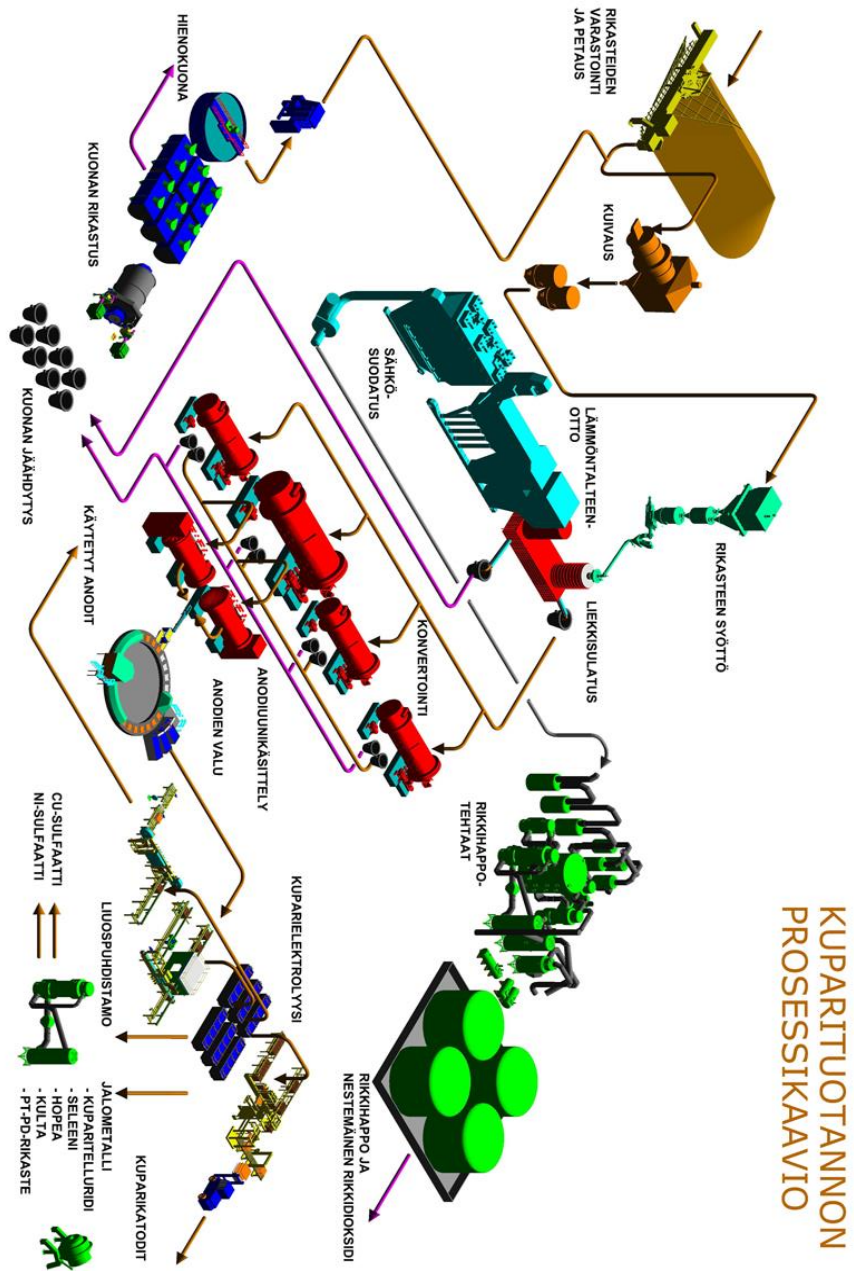 KUPARITUOTANNON
PROSESSIKAAVIO
RIKASTEIDEN
VARASTOINTI
JA PETAUS
KUIVAUS
RIKASTEEN SYÖTTÖ
LÄMMÖNTALTEEN-
OTTO
LIEKKISULATUS
SÄHKÖ-
SUODATUS
RIKKIHAPPO-
TEHTAAT
RIKKIHAPPO JA
NESTEMÄINEN RIKKIDIOKSIDI
HIENOKUONA
KUONAN RIKASTUS
KUONAN JÄÄHDYTYS
KONVERTOINTI
ANODIUUNIKÄSITTELY
ANODIEN VALU
KÄYTETYT ANODIT
KUPARIELEKTROLYYSI
CU-SULFAATTI
NI-SULFAATTI
LIUOSPUHDISTAMO
JALOMETALLI
- KUPARITELLURIDI
- SELEENI
- HOPEA
- KULTA
- PT-PD-RIKASTE
KUPARIKATODIT